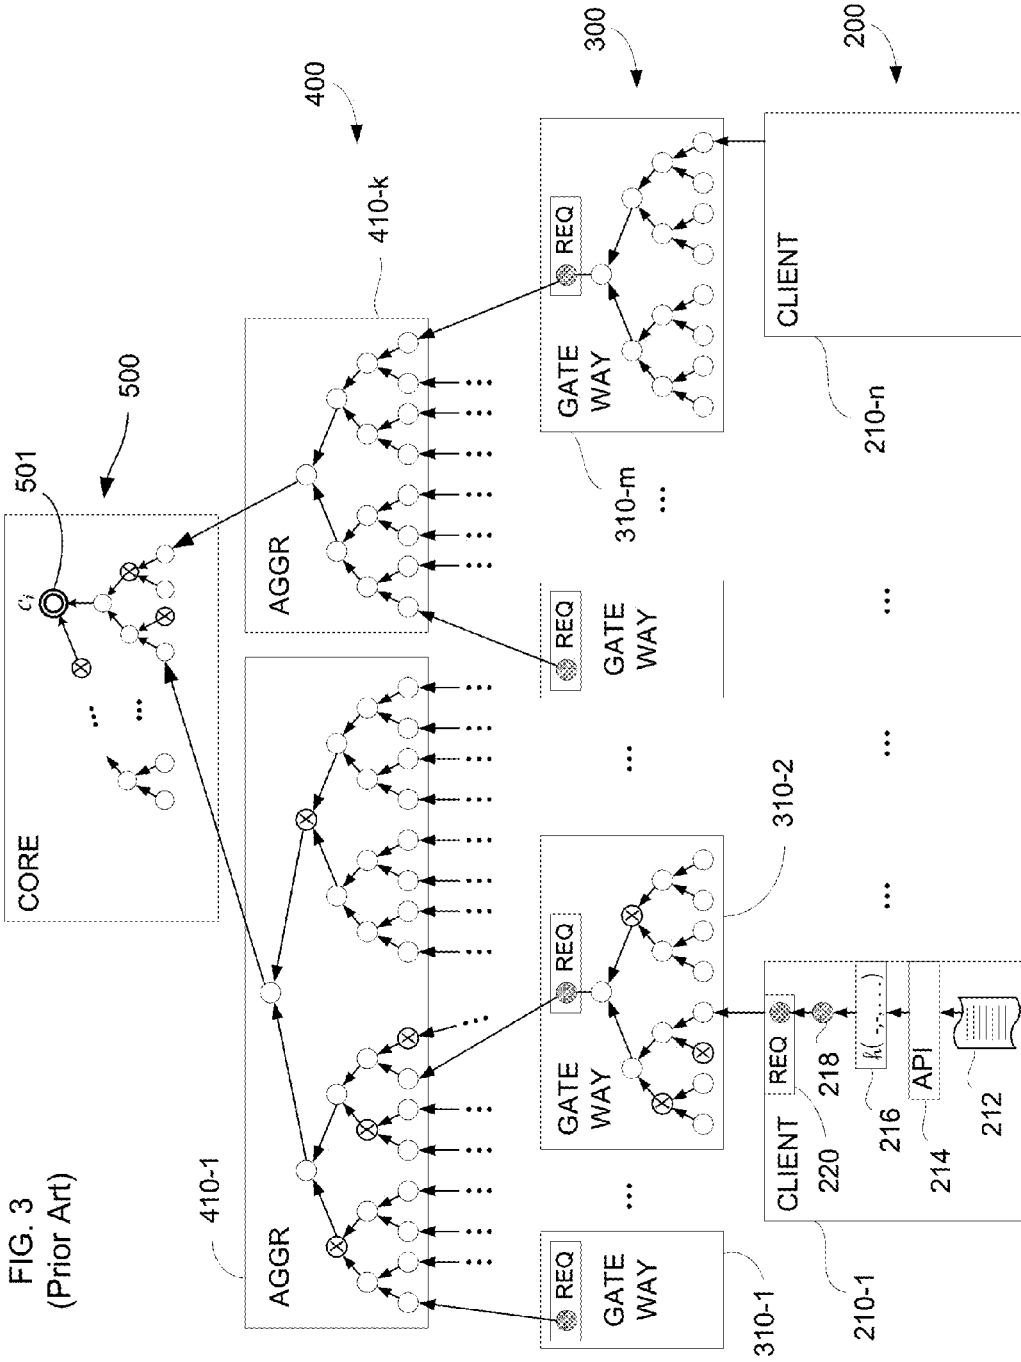 FIG. 3
(Prior Art)
CORE
c_i
501
500
410-1
AGGR
AGGR
410-k
400
REQ
GATE
WAY
310-1
...
REQ
GATE
WAY
310-2
...
REQ
GATE
WAY
...
REQ
GATE
WAY
310-m
300
CLIENT
210-1
REQ
220
218
h(-,-,...)
216
API
214
212
...
...
...
CLIENT
210-n
200